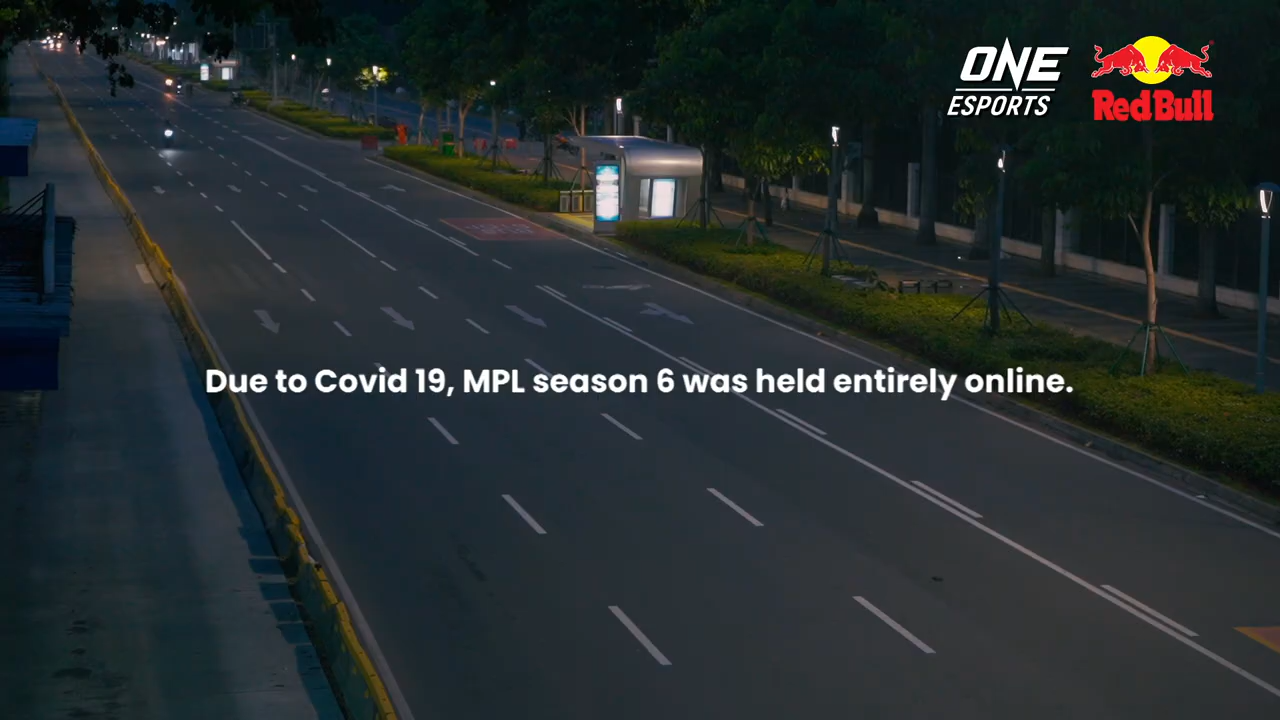 ONE
ESPORTS
Red Bull
Due to Covid 19, MPL season 6 was held entirely online.